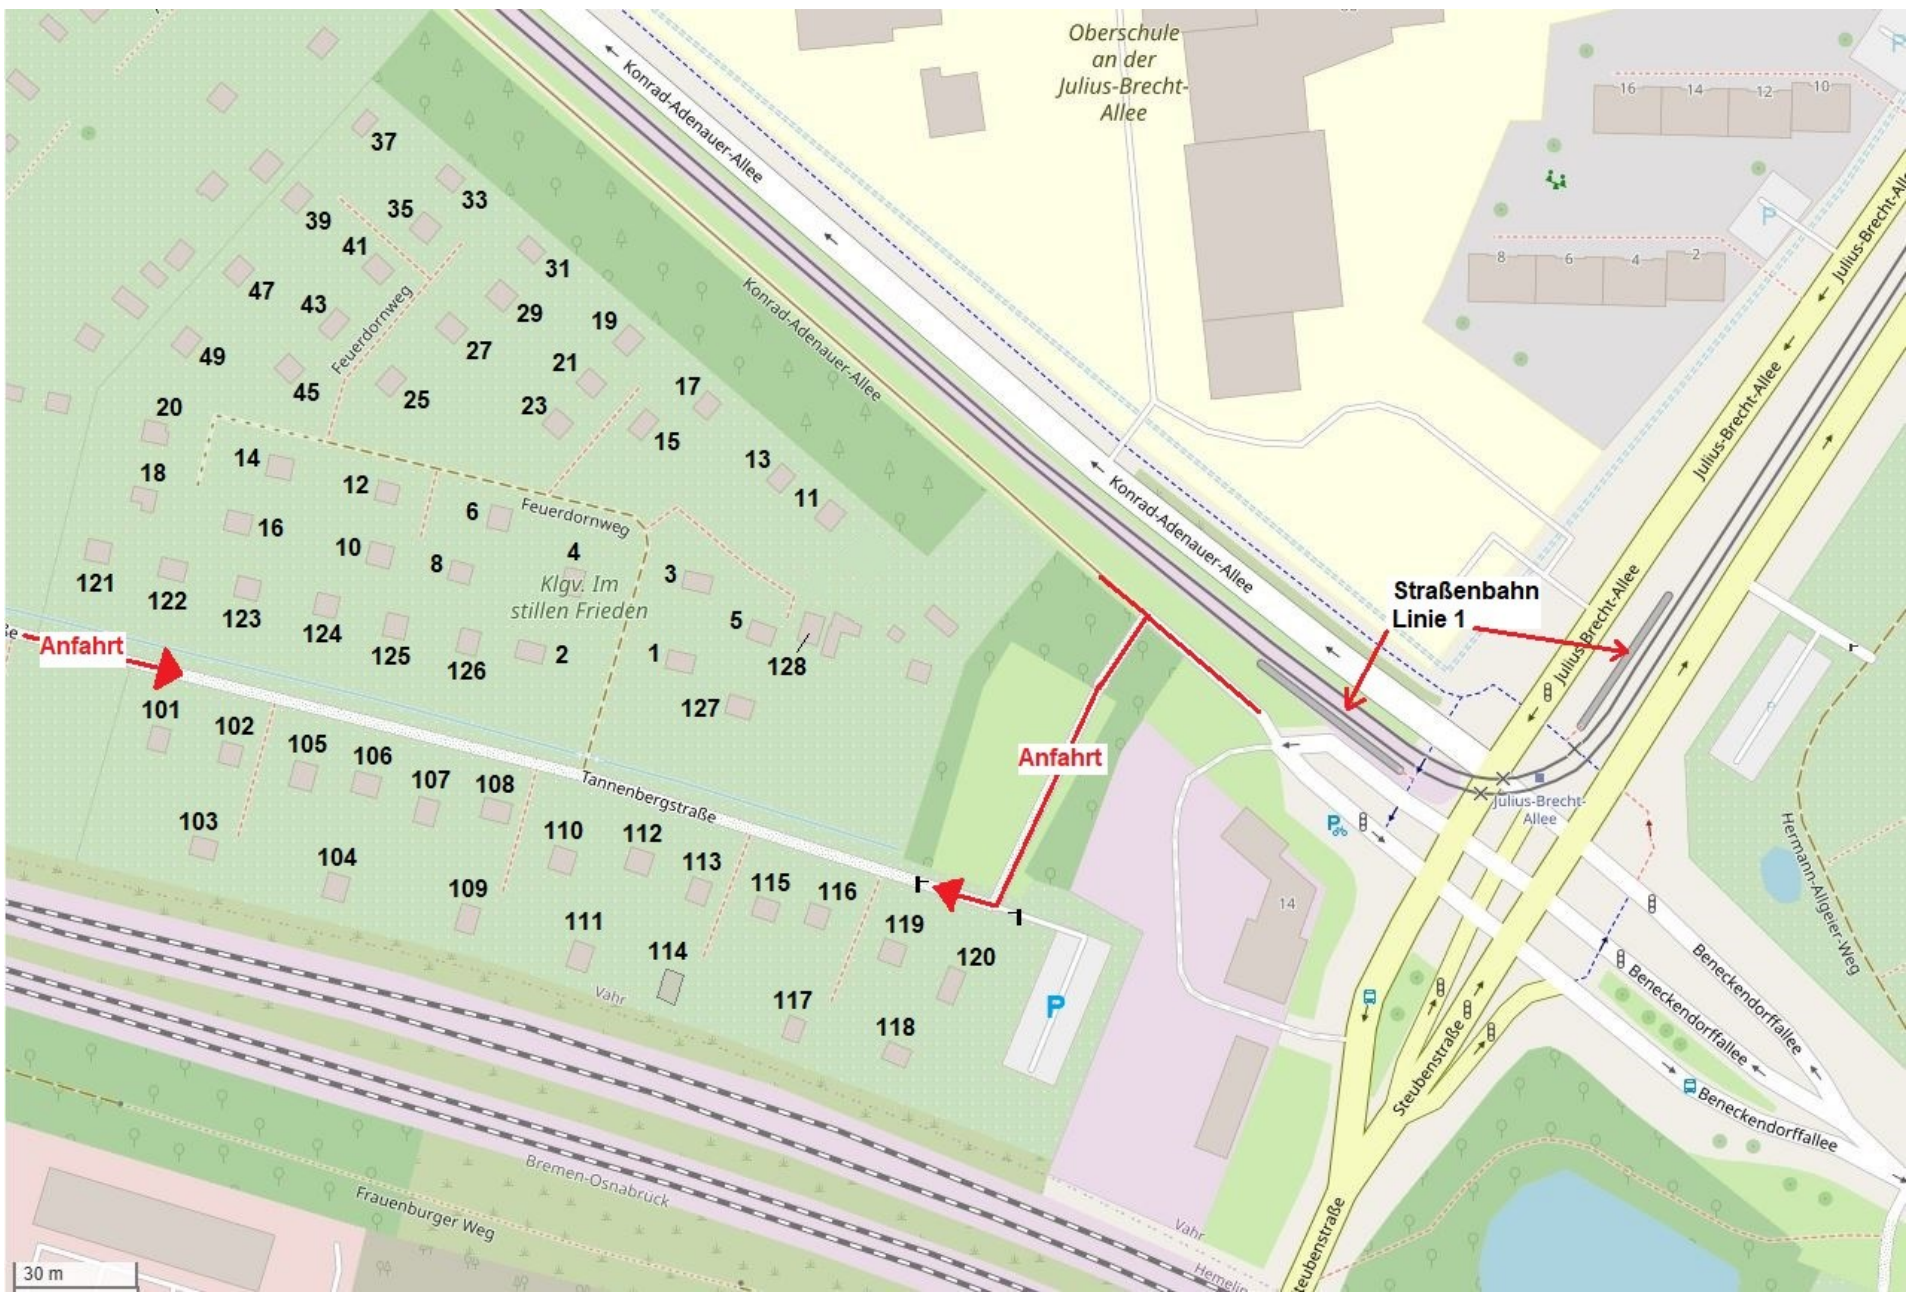 Oberschule
an der
Julius-Brecht-
Allee
16
14
12
10
P
P
8
6
4
2
Konrad-Adenauer-Allee
Konrad-Adenauer-Allee
Konrad-Adenauer-Allee
Julius-Brecht-Allee
Julius-Brecht-Allee
Julius-Brecht-Allee
37
33
35
39
41
31
47
43
29
19
27
21
49
45
25
23
17
15
13
11
20
18
14
12
6
16
10
8
4
3
5
1
2
Feuerdornweg
Feuerdornweg
Klgv. Im
stillen Frieden
121
122
123
124
125
126
127
128
Straßenbahn
Linie 1
Anfahrt
Anfahrt
ße
101
102
105
106
107
108
103
104
109
110
112
113
115
116
111
114
117
119
120
118
Tannenbergstraße
P
P
P
14
Julius-Brecht-
Allee
Hermann-Allgeier-Weg
Beneckendorffallee
Beneckendorffallee
Beneckendorffallee
Steubenstraße
Steubenstraße
Vahr
Vahr
Hemelin
Bremen-Osnabrück
Frauenburger Weg
30 m